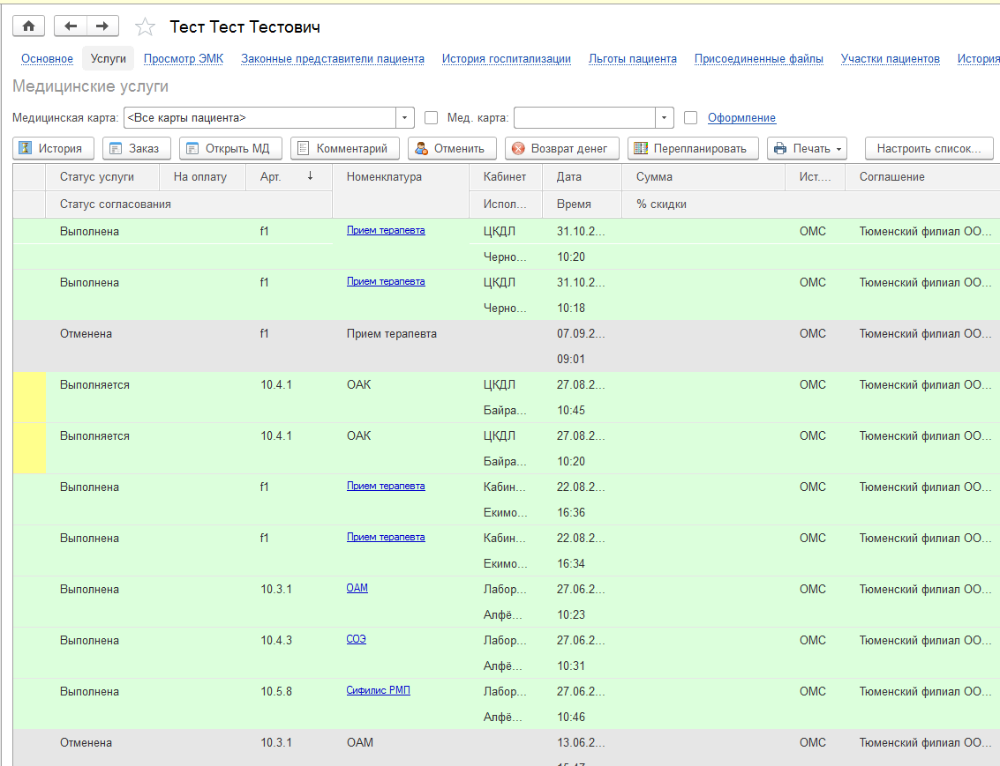 Тест Тест Тестович
Основное Услуги Просмотр ЭМК Законные представители пациента История госпитализации Льготы пациента Присоединенные файлы Участки пациентов История
Медицинские услуги
Медицинская карта: <Все карты пациента> Мед. карта: Оформление
История Заказ Открыть МД Комментарий Отменить Возврат денег Перепланировать Печать Настроить список...
Статус услуги На оплату Арт. ↓ Номенклатура Кабинет Дата Сумма Ист.... Соглашение
Статус согласования Испол... Время % скидки
Выполнена f1 Прием терапевта ЦКДЛ 31.10.2... ОМС Тюменский филиал ОО...
Черно... 10:20
Выполнена f1 Прием терапевта ЦКДЛ 31.10.2... ОМС Тюменский филиал ОО...
Черно... 10:18
Отменена f1 Прием терапевта 07.09.2... ОМС Тюменский филиал ОО...
09:01
Выполняется 10.4.1 ОАК ЦКДЛ 27.08.2... ОМС Тюменский филиал ОО...
Байра... 10:45
Выполняется 10.4.1 ОАК ЦКДЛ 27.08.2... ОМС Тюменский филиал ОО...
Байра... 10:20
Выполнена f1 Прием терапевта Кабин... 22.08.2... ОМС Тюменский филиал ОО...
Екимо... 16:36
Выполнена f1 Прием терапевта Кабин... 22.08.2... ОМС Тюменский филиал ОО...
Екимо... 16:34
Выполнена 10.3.1 ОАМ Лабор... 27.06.2... ОМС Тюменский филиал ОО...
Алфё... 10:23
Выполнена 10.4.3 СОЭ Лабор... 27.06.2... ОМС Тюменский филиал ОО...
Алфё... 10:31
Выполнена 10.5.8 Сифилис РМП Лабор... 27.06.2... ОМС Тюменский филиал ОО...
Алфё... 10:46
Отменена 10.3.1 ОАМ 13.06.2... ОМС Тюменский филиал ОО...